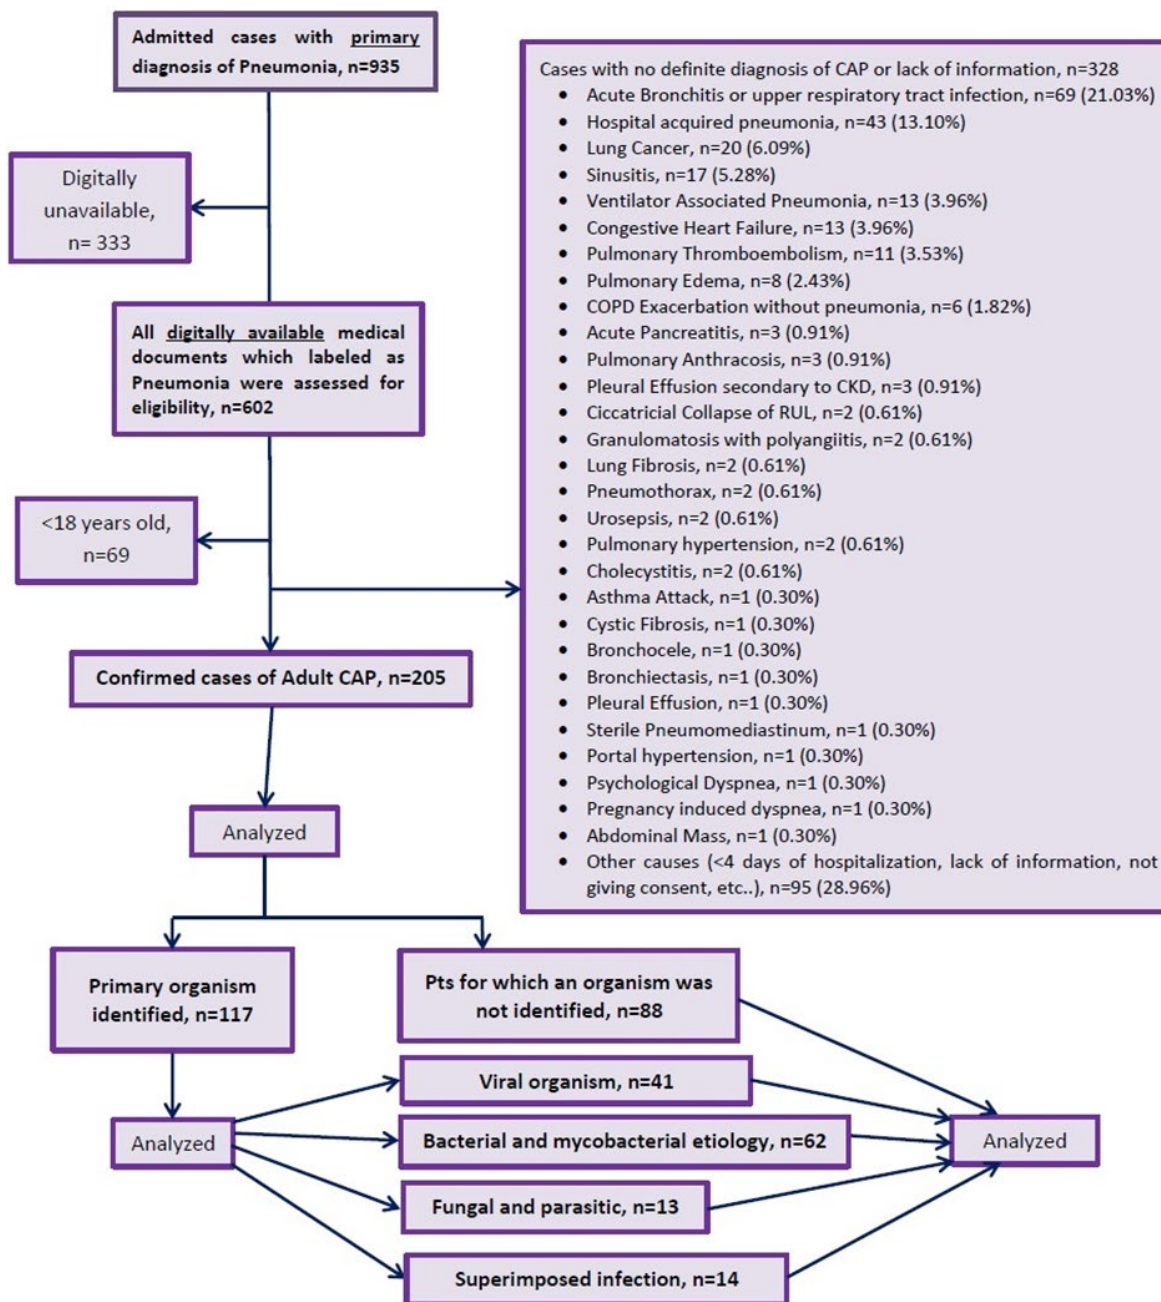 Admitted cases with primary
diagnosis of Pneumonia, n=935
Digitally
unavailable,
n= 333
All digitally available medical
documents which labeled as
Pneumonia were assessed for
eligibility, n=602
<18 years old,
n=69
Cases with no definite diagnosis of CAP or lack of information, n=328
• Acute Bronchitis or upper respiratory tract infection, n=69 (21.03%)
• Hospital acquired pneumonia, n=43 (13.10%)
• Lung Cancer, n=20 (6.09%)
• Sinusitis, n=17 (5.28%)
• Ventilator Associated Pneumonia, n=13 (3.96%)
• Congestive Heart Failure, n=13 (3.96%)
• Pulmonary Thromboembolism, n=11 (3.53%)
• Pulmonary Edema, n=8 (2.43%)
• COPD Exacerbation without pneumonia, n=6 (1.82%)
• Acute Pancreatitis, n=3 (0.91%)
• Pulmonary Anthracosis, n=3 (0.91%)
• Pleural Effusion secondary to CKD, n=3 (0.91%)
• Ciccatricial Collapse of RUL, n=2 (0.61%)
• Granulomatosis with polyangiitis, n=2 (0.61%)
• Lung Fibrosis, n=2 (0.61%)
• Pneumothorax, n=2 (0.61%)
• Urosepsis, n=2 (0.61%)
• Pulmonary hypertension, n=2 (0.61%)
• Cholecystitis, n=2 (0.61%)
• Asthma Attack, n=1 (0.30%)
• Cystic Fibrosis, n=1 (0.30%)
• Bronchocele, n=1 (0.30%)
• Bronchiectasis, n=1 (0.30%)
• Pleural Effusion, n=1 (0.30%)
• Sterile Pneumomediastinum, n=1 (0.30%)
• Portal hypertension, n=1 (0.30%)
• Psychological Dyspnea, n=1 (0.30%)
• Pregnancy induced dyspnea, n=1 (0.30%)
• Abdominal Mass, n=1 (0.30%)
• Other causes (<4 days of hospitalization, lack of information, not
giving consent, etc..), n=95 (28.96%)
Confirmed cases of Adult CAP, n=205
Analyzed
Primary organism
identified, n=117
Pts for which an organism was
not identified, n=88
Analyzed
Viral organism, n=41
Bacterial and mycobacterial etiology, n=62
Fungal and parasitic, n=13
Superimposed infection, n=14
Analyzed